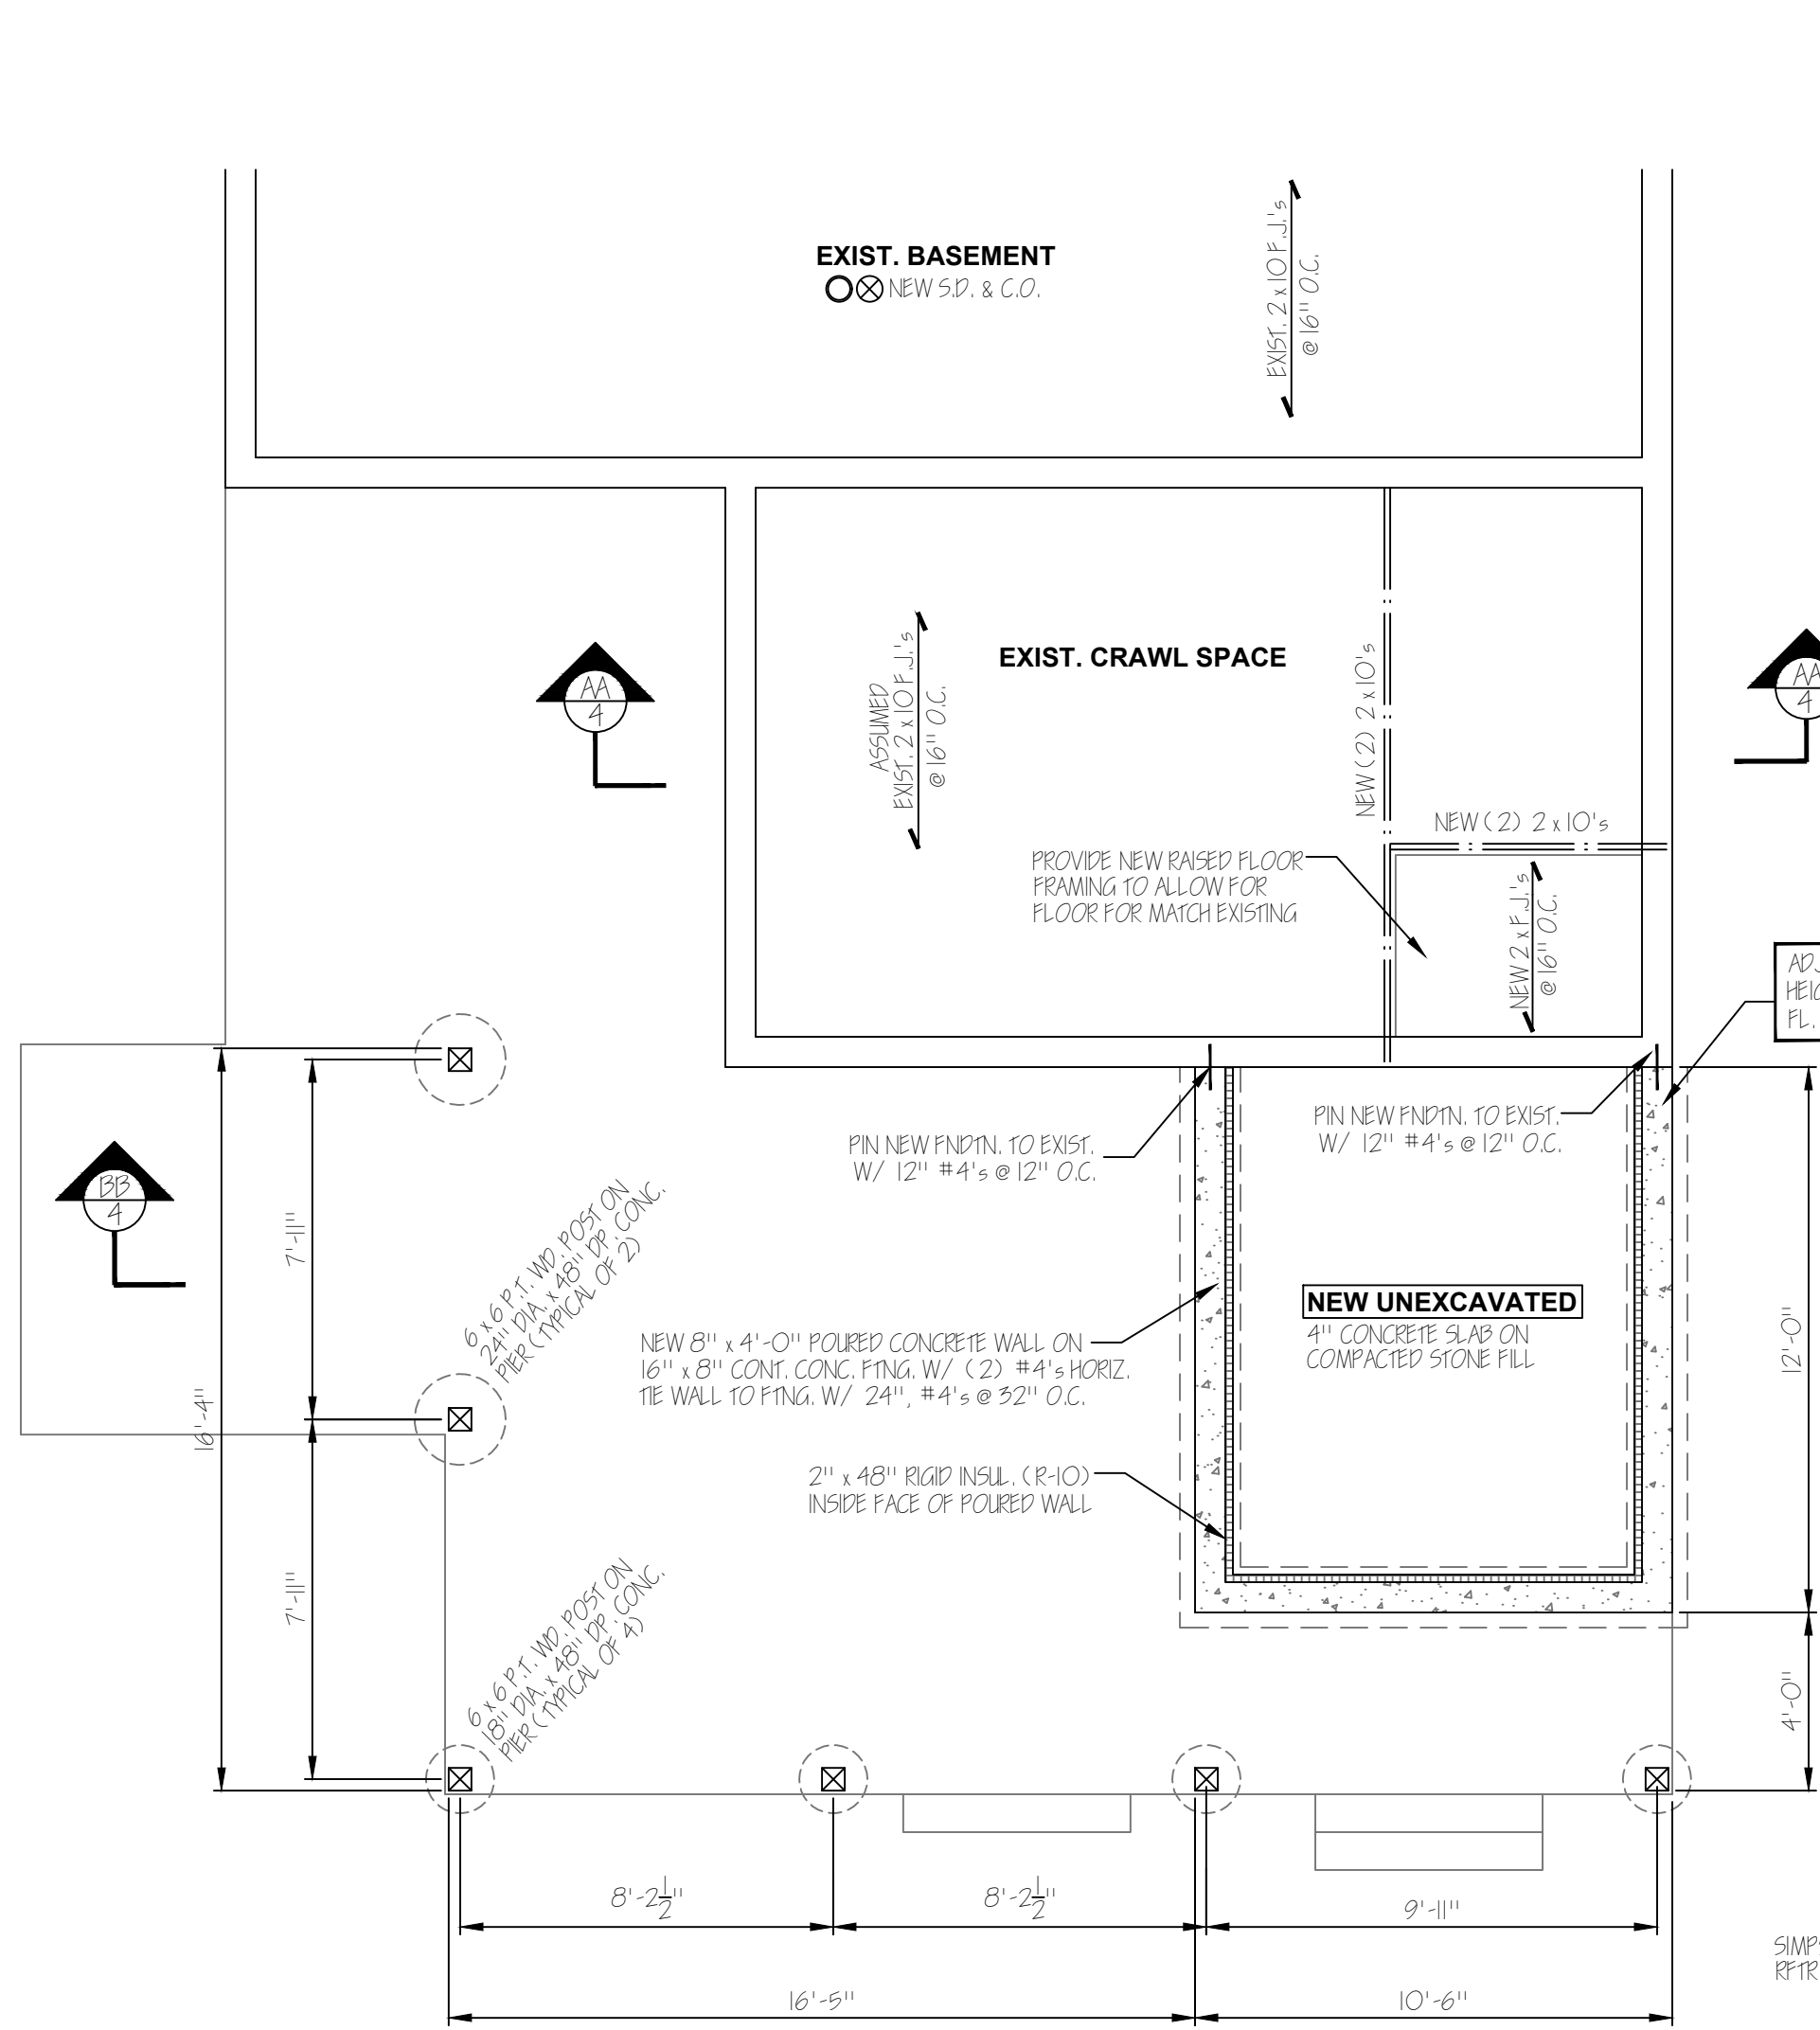 EXIST. BASEMENT
NEW S.D. & C.O.
EXIST. 2 x 10 F.J.'s
@ 16" O.C.
EXIST. CRAWL SPACE
ASSUMED
EXIST. 2 x 10 F.J.'s
@ 16" O.C.
NEW (2) 2 x 10's
NEW (2) 2 x 10's
AA
4
AA
4
PROVIDE NEW RAISED FLOOR
FRAMING TO ALLOW FOR
FLOOR FOR MATCH EXISTING
NEW 2 x F.J.'s
@ 16" O.C.
ADJ
HEIG
FL.
BB
4
PIN NEW FNDTN. TO EXIST.
W/ 12" #4's @ 12" O.C.
PIN NEW FNDTN. TO EXIST.
W/ 12" #4's @ 12" O.C.
7'-11"
6 x 6 P.T. WD. POST ON
24" DIA. x 48" DP. CONC.
PIER (TYPICAL OF 2)
NEW UNEXCAVATED
4" CONCRETE SLAB ON
COMPACTED STONE FILL
NEW 8" x 4'-0" POURED CONCRETE WALL ON
16" x 8" CONT. CONC. FTNG. W/ (2) #4's HORIZ.
TIE WALL TO FTNG. W/ 24", #4's @ 32" O.C.
12'-0"
16'-4"
2" x 48" RIGID INSUL. (R-10)
INSIDE FACE OF POURED WALL
7'-11"
6 x 6 P.T. WD. POST ON
18" DIA. x 48" DP. CONC.
PIER (TYPICAL OF 4)
4'-0"
8'-2 1/2"
8'-2 1/2"
9'-11"
16'-5"
10'-6"
SIMPS
RFTR